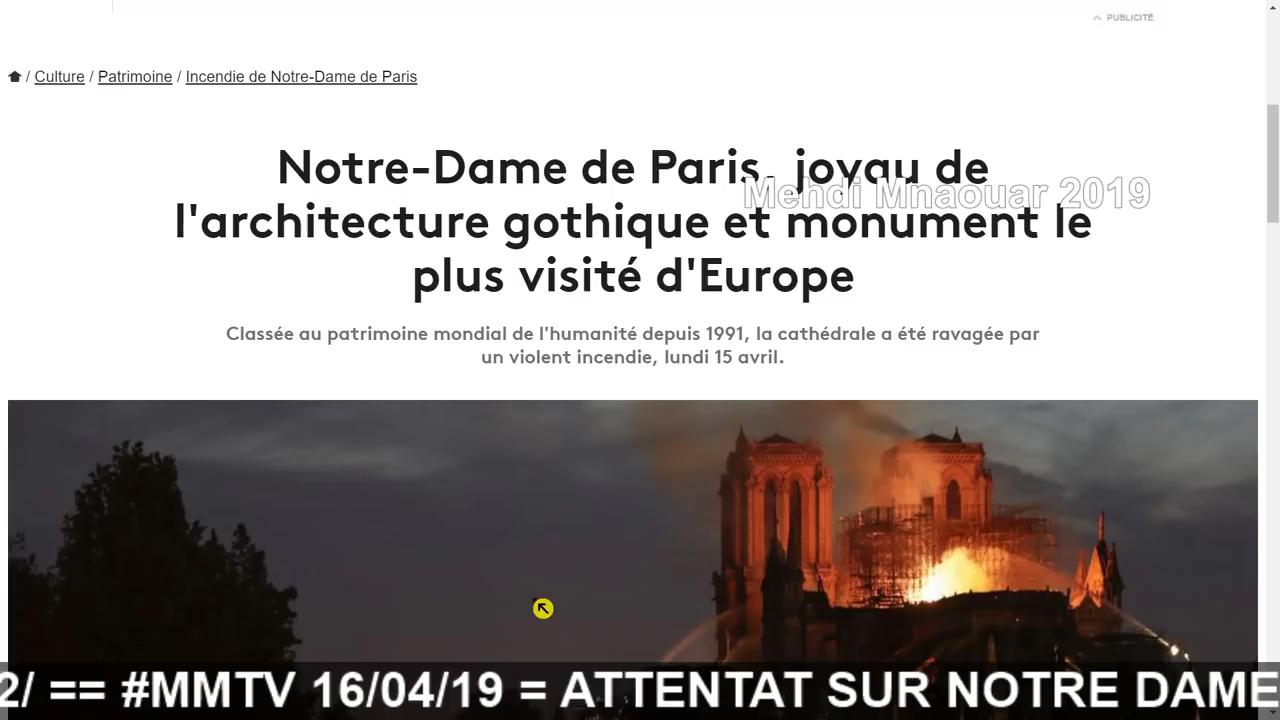 PUBLICITÉ
/ Culture / Patrimoine / Incendie de Notre-Dame de Paris
Notre-Dame de Paris, joyau de
Mehdi Mnaouar 2019
l'architecture gothique et monument le
plus visité d'Europe
Classée au patrimoine mondial de l'humanité depuis 1991, la cathédrale a été ravagée par
un violent incendie, lundi 15 avril.
2/ == #MMTV 16/04/19 = ATTENTAT SUR NOTRE DAME